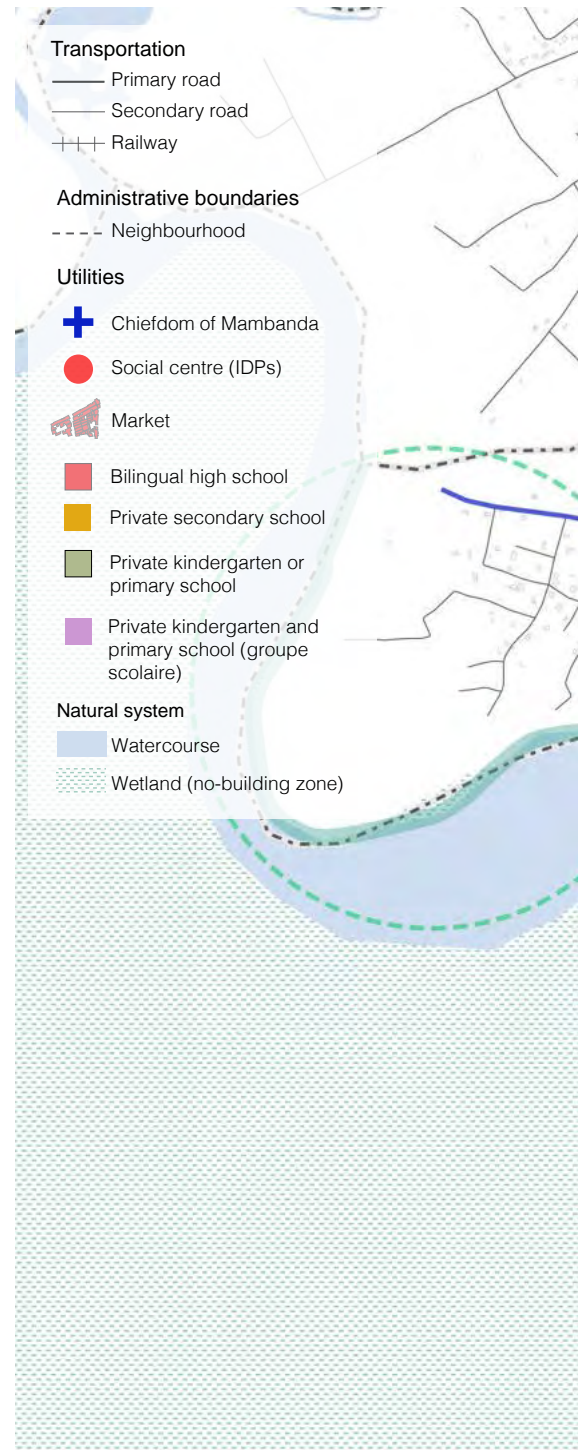 Transportation
Primary road
Secondary road
Railway
Administrative boundaries
Neighbourhood
Utilities
Chiefdom of Mambanda
Social centre (IDPs)
Market
Bilingual high school
Private secondary school
Private kindergarten or
primary school
Private kindergarten and
primary school (groupe
scolaire)
Natural system
Watercourse
Wetland (no-building zone)